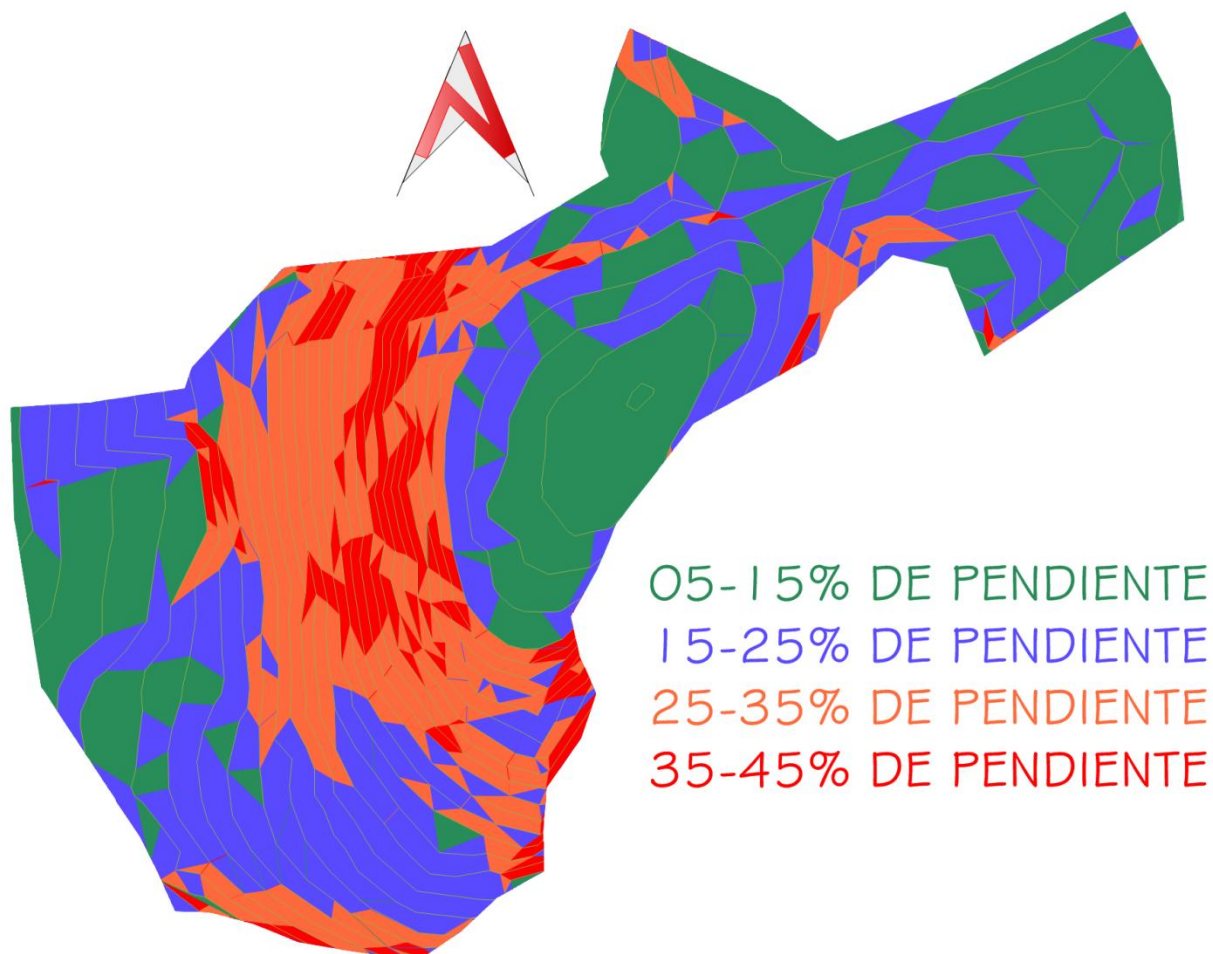 05-15% DE PENDIENTE
15-25% DE PENDIENTE
25-35% DE PENDIENTE
35-45% DE PENDIENTE